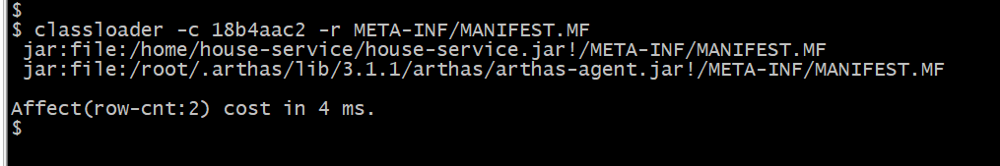 $
$ classloader -c 18b4aac2 -r META-INF/MANIFEST.MF
jar:file:/home/house-service/house-service.jar!/META-INF/MANIFEST.MF
jar:file:/root/.arthas/lib/3.1.1/arthas/arthas-agent.jar!/META-INF/MANIFEST.MF
Affect(row-cnt:2) cost in 4 ms.
$